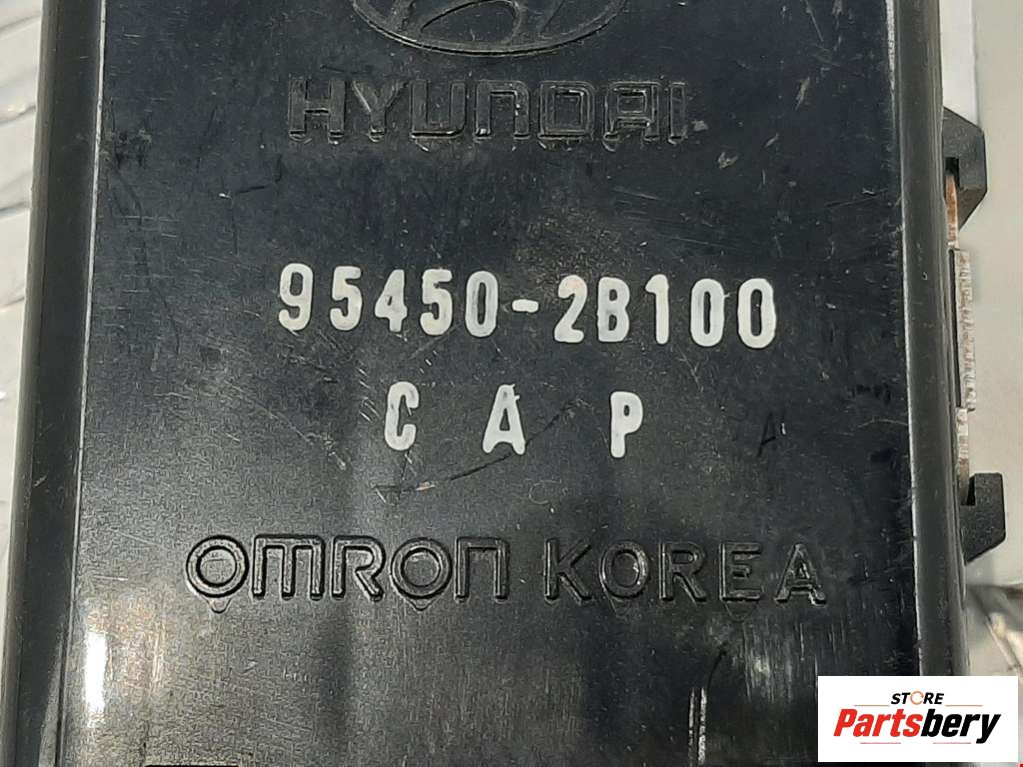 HYUNDAI
95450-2B100
C A P
A
OMRON KOREA
STORE
Partsbery